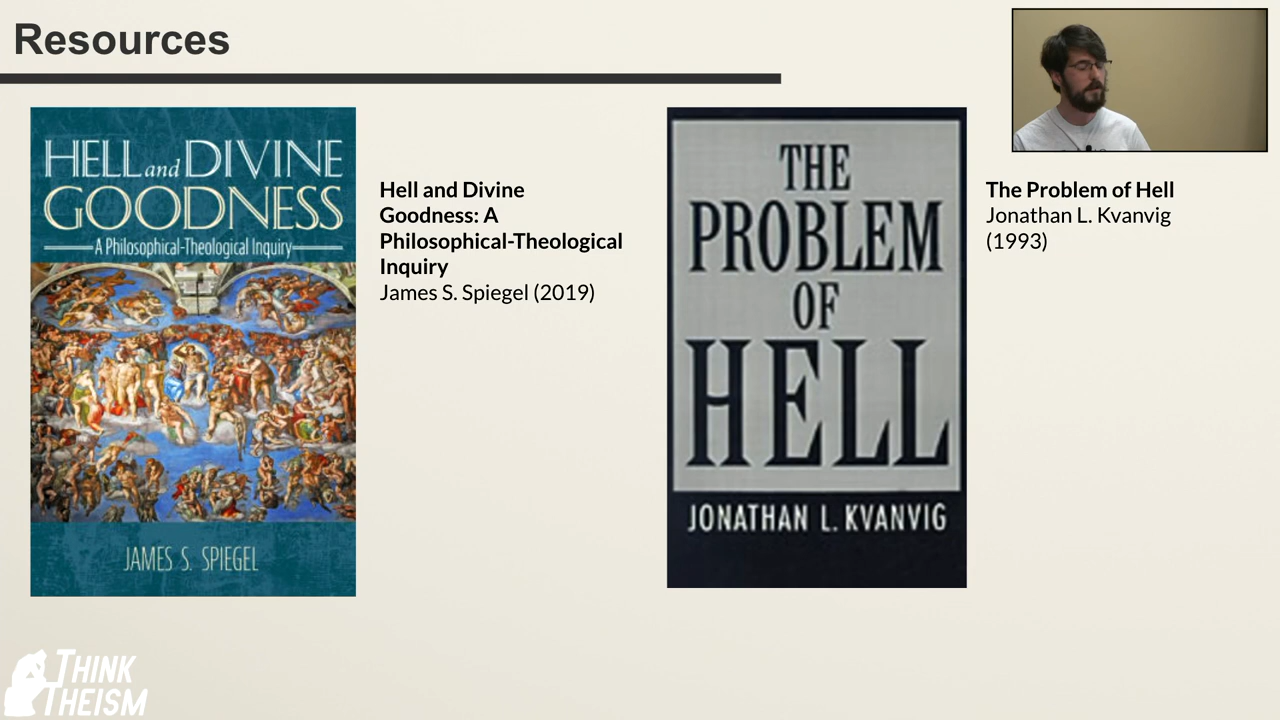 Resources
HELL and DIVINE
GOODNESS
A Philosophical-Theological Inquiry
JAMES S. SPIEGEL
Hell and Divine
Goodness: A
Philosophical-Theological
Inquiry
James S. Spiegel (2019)
THE
PROBLEM
OF
HELL
JONATHAN L. KVANVIG
The Problem of Hell
Jonathan L. Kvanvig
(1993)
THINK
THEISM